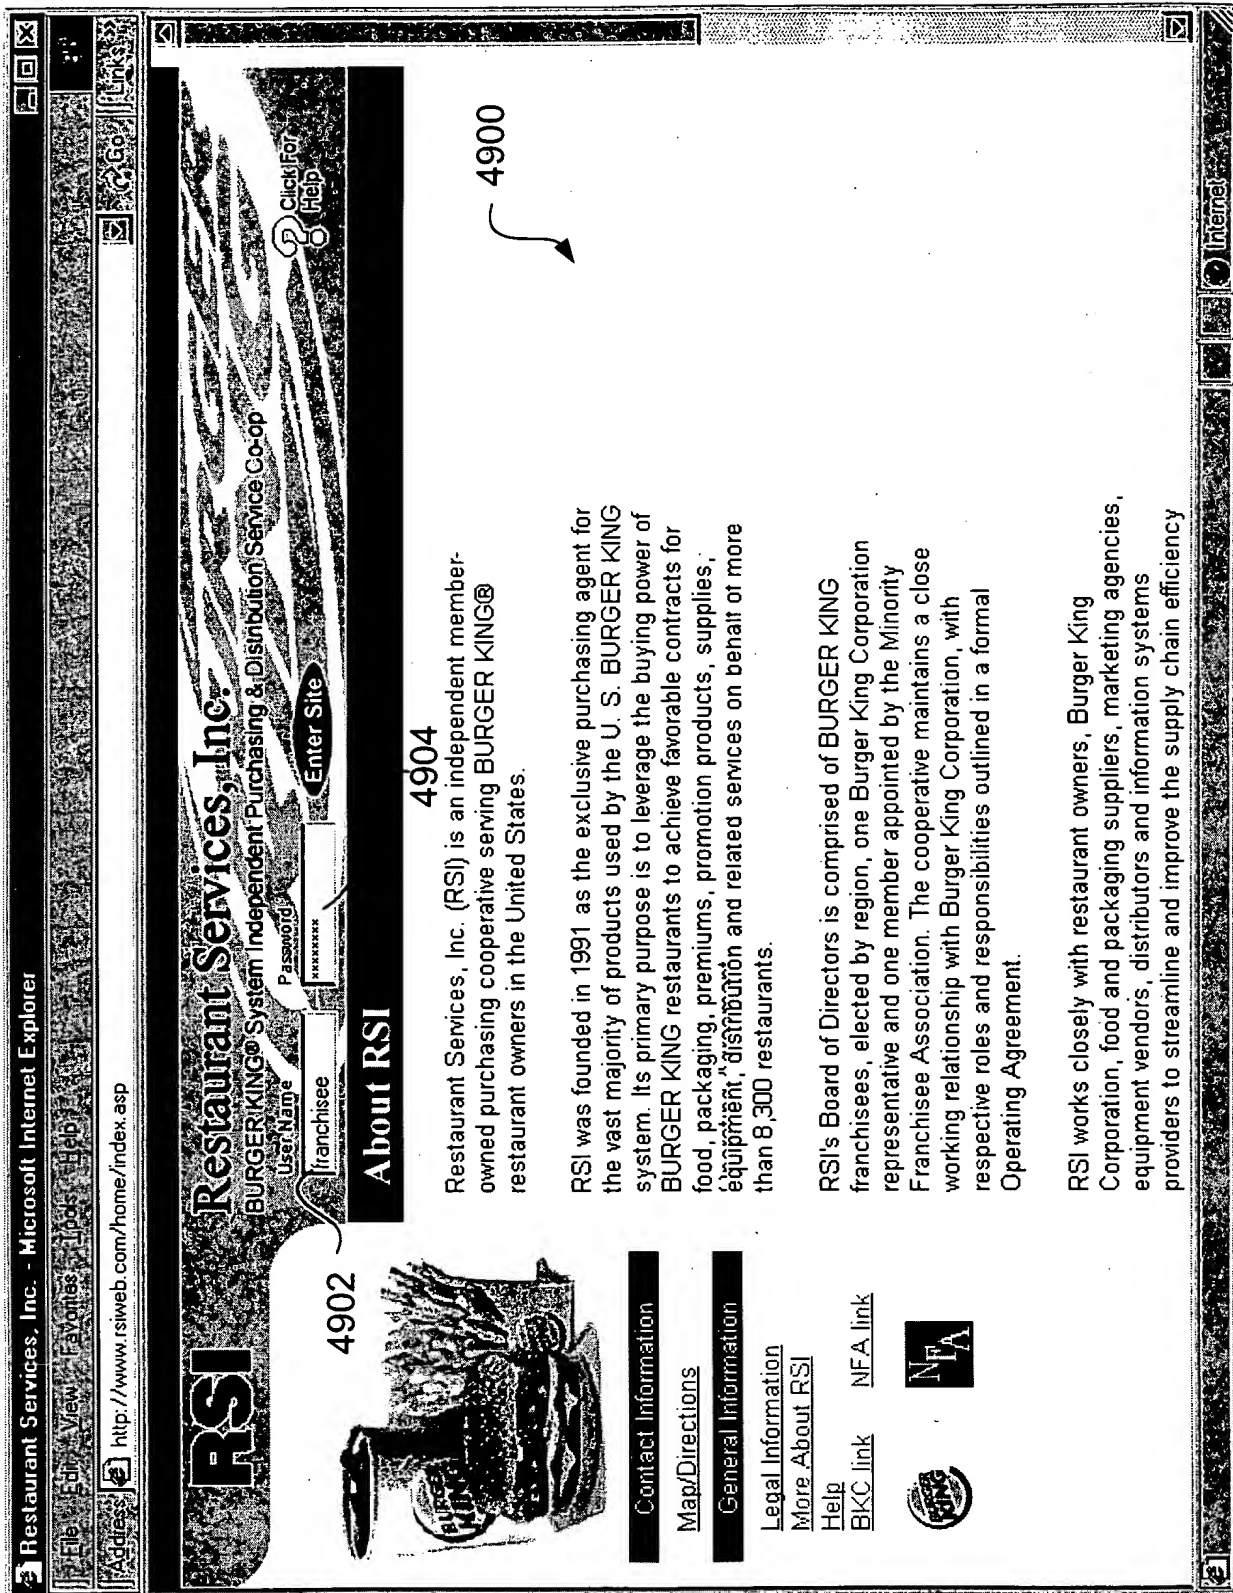 Restaurant Services, Inc. - Microsoft Internet Explorer
File Edit View Favorites Tools Help
Address http://www.rsiweb.com/home/index.asp Go Links
RSI
Restaurant Services, Inc.
BURGER KING® System Independent Purchasing & Distribution Service Co-op
User Name Password
franchisee xxxxxxxx Enter Site
Click For
Help
4902
4904
4900
About RSI
Restaurant Services, Inc. (RSI) is an independent member-
owned purchasing cooperative serving BURGER KING®
restaurant owners in the United States.
RSI was founded in 1991 as the exclusive purchasing agent for
the vast majority of products used by the U. S. BURGER KING
system. Its primary purpose is to leverage the buying power of
BURGER KING restaurants to achieve favorable contracts for
food, packaging, premiums, promotion products, supplies,
equipment, distribution and related services on behalf of more
than 8,300 restaurants.
RSI's Board of Directors is comprised of BURGER KING
franchisees, elected by region, one Burger King Corporation
representative and one member appointed by the Minority
Franchisee Association. The cooperative maintains a close
working relationship with Burger King Corporation, with
respective roles and responsibilities outlined in a formal
Operating Agreement.
RSI works closely with restaurant owners, Burger King
Corporation, food and packaging suppliers, marketing agencies,
equipment vendors, distributors and information systems
providers to streamline and improve the supply chain efficiency
BURGER
KING
Contact Information
Map/Directions
General Information
Legal Information
More About RSI
Help
BKC link NFA link
BURGER
KING
NFA
Internet